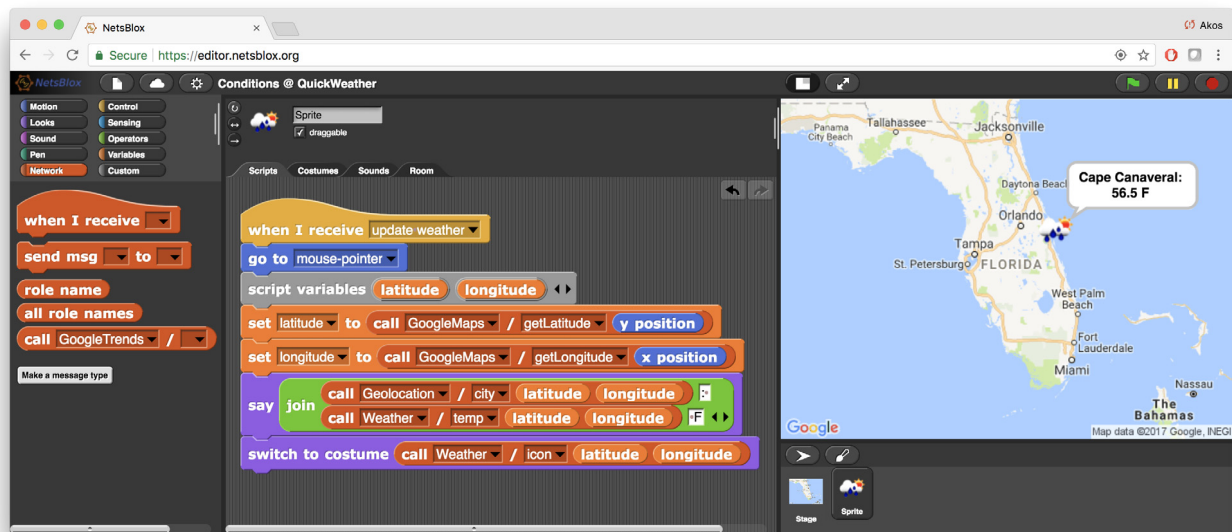 NetsBlox
Akos
Secure https://editor.netsblox.org
NetsBlox
Conditions @ QuickWeather
Motion Control
Looks Sensing
Sound Operators
Pen Variables
Network Custom
when I receive
send msg to
role name
all role names
call GoogleTrends /
Make a message type
Sprite
draggable
Scripts Costumes Sounds Room
when I receive update weather
go to mouse-pointer
script variables latitude longitude
set latitude to call GoogleMaps / getLatitude y position
set longitude to call GoogleMaps / getLongitude x position
say join call Geolocation / city latitude longitude :
call Weather / temp latitude longitude F
switch to costume call Weather / icon latitude longitude
Panama
City Beach
Tallahassee
Jacksonville
Daytona Beach
Cape Canaveral:
56.5 F
Orlando
Tampa
St. Petersburg
FLORIDA
West Palm
Beach
Fort
Lauderdale
Miami
Nassau
The
Bahamas
Google
Map data ©2017 Google, INEGI
Stage
Sprite